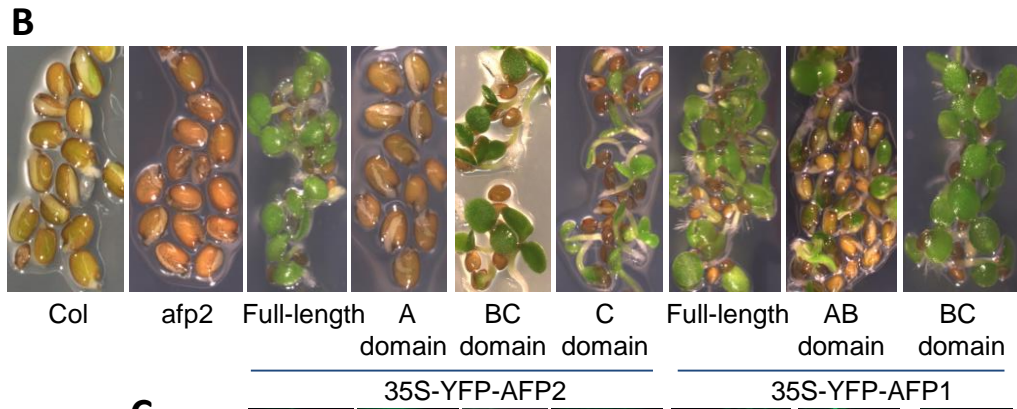 B
Col afp2 Full-length A domain BC domain C domain Full-length AB domain BC domain
35S-YFP-AFP2 35S-YFP-AFP1